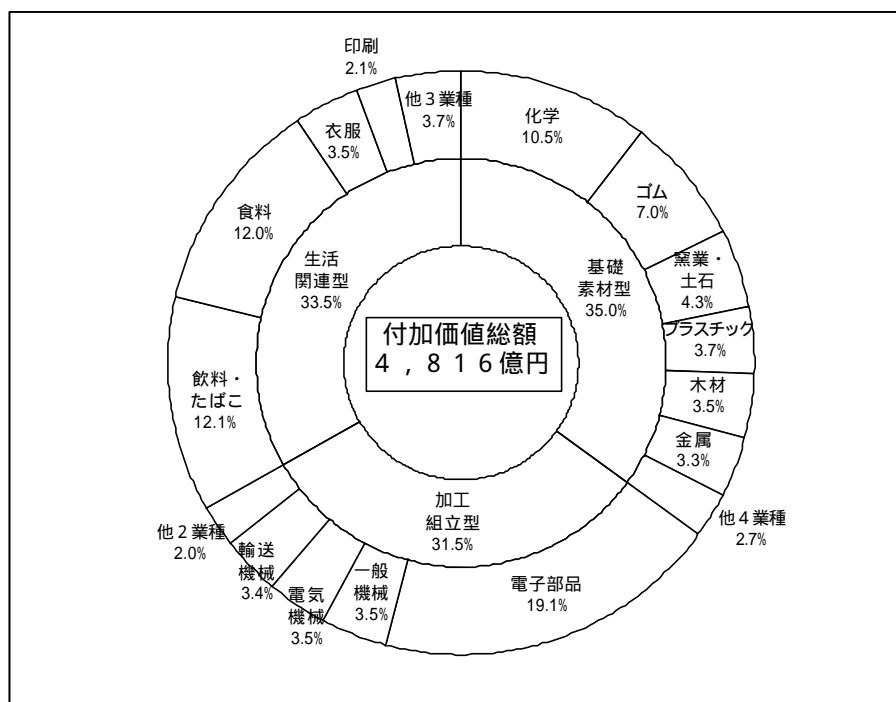 付加価値総額
4,816億円
基礎
素材型
35.0%
加工
組立型
31.5%
生活
関連型
33.5%
化学
10.5%
ゴム
7.0%
窯業・
土石
4.3%
プラスチック
3.7%
木材
3.5%
金属
3.3%
他4業種
2.7%
電子部品
19.1%
一般
機械
3.5%
電気
機械
3.5%
輸送
機械
3.4%
他2業種
2.0%
飲料・
たばこ
12.1%
食料
12.0%
衣服
3.5%
印刷
2.1%
他3業種
3.7%